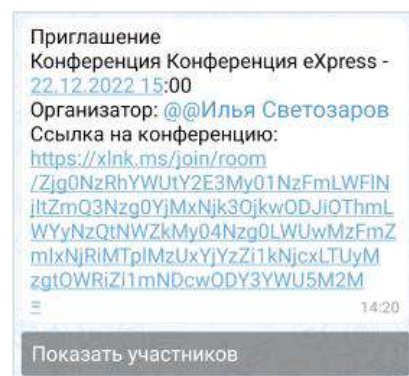 Приглашение
Конференция Конференция eXpress -
22.12.2022 15:00
Организатор: @@Илья Светозаров
Ссылка на конференцию:
https://xlnk.ms/join/room
/Zjg0NzRhYWUtY2E3My01NzFmLWFlN
jltZmQ3Nzg0YjMxNjk3OjkwODJiOThmL
WYyNzQtNWZkMy04Nzg0LWUwMzFmZ
mIxNjRiMTplMzUxYjYzZi1kNjcxLTUyM
zgtOWRiZi1mNDcwODY3YWU5M2M
=
14:20
Показать участников